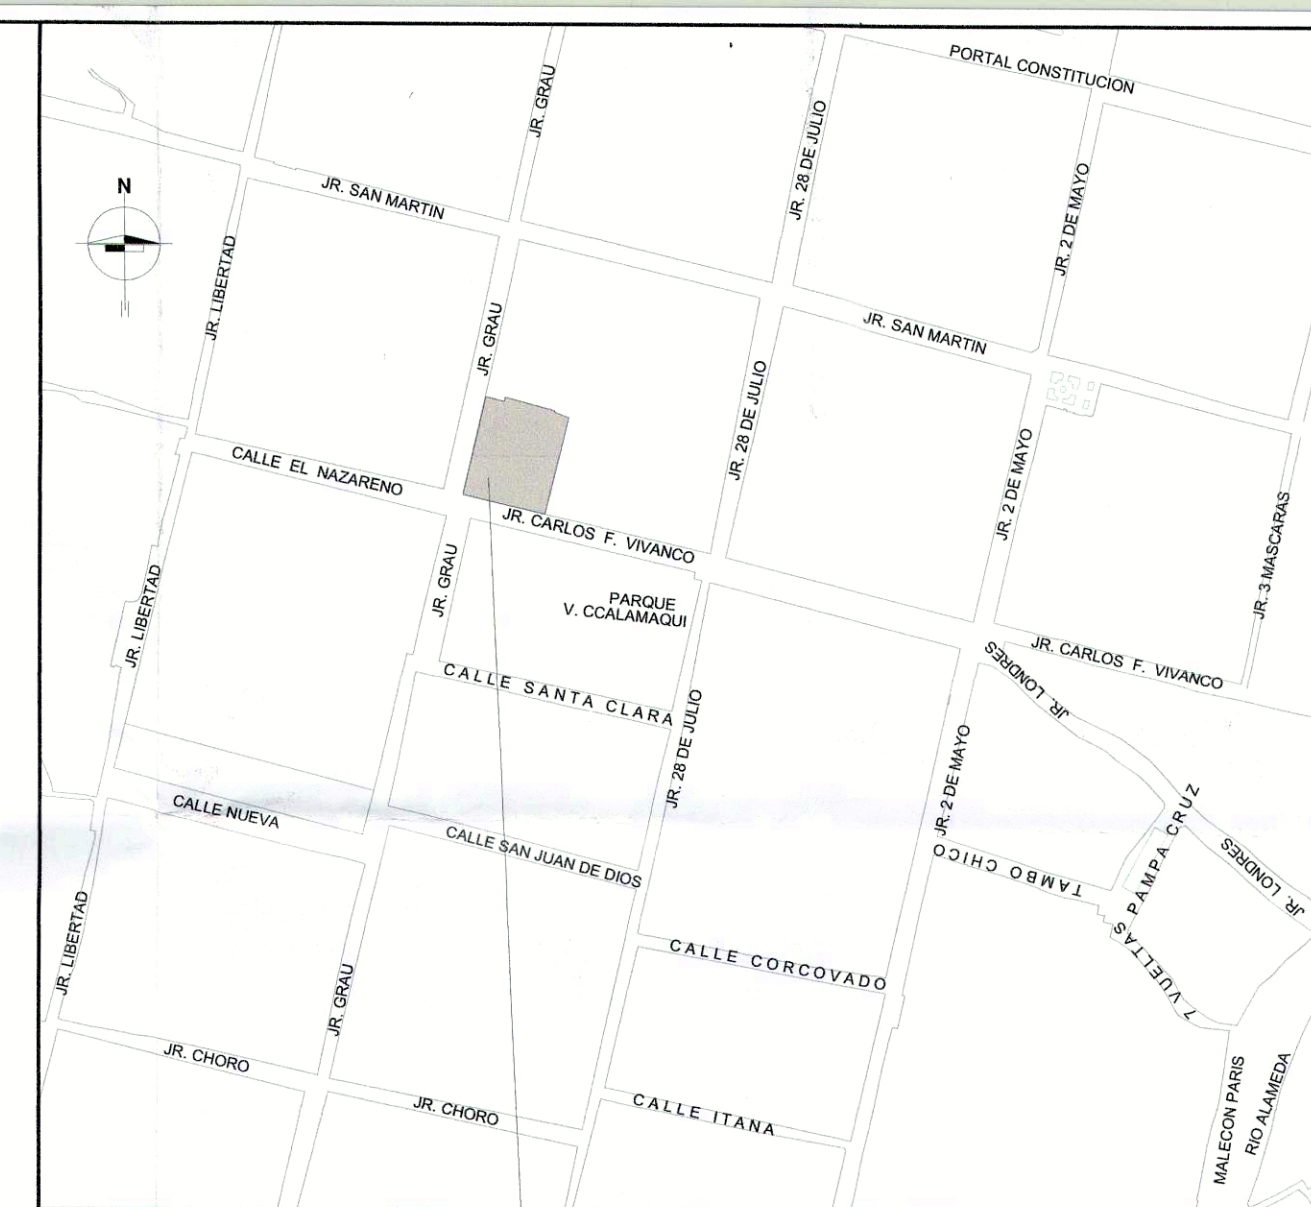 PORTAL CONSTITUCION
JR. GRAU
JR. 28 DE JULIO
JR. 2 DE MAYO
N
JR. SAN MARTIN
JR. LIBERTAD
JR. GRAU
JR. SAN MARTIN
JR. 28 DE JULIO
JR. 2 DE MAYO
JR. 3 MASCARAS
CALLE EL NAZARENO
JR. CARLOS F. VIVANCO
JR. GRAU
JR. LIBERTAD
PARQUE
V. CCALAMAQUI
JR. LONDRES
JR. CARLOS F. VIVANCO
CALLE SANTA CLARA
JR. 28 DE JULIO
JR. 2 DE MAYO
CALLE NUEVA
CALLE SAN JUAN DE DIOS
TAMBO CHICO
PAMPA CRUZ
JR. LONDRES
7 VUELTAS
JR. LIBERTAD
JR. GRAU
CALLE CORCOVADO
JR. CHORO
JR. CHORO
CALLE ITANA
MALECON PARIS
RIO ALAMEDA